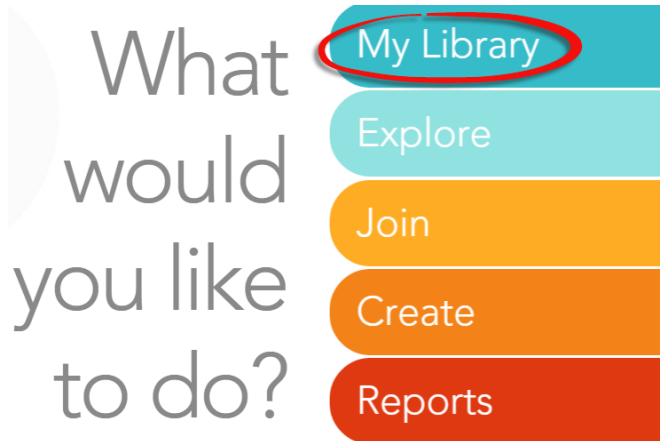 What
would
you like
to do?
My Library
Explore
Join
Create
Reports